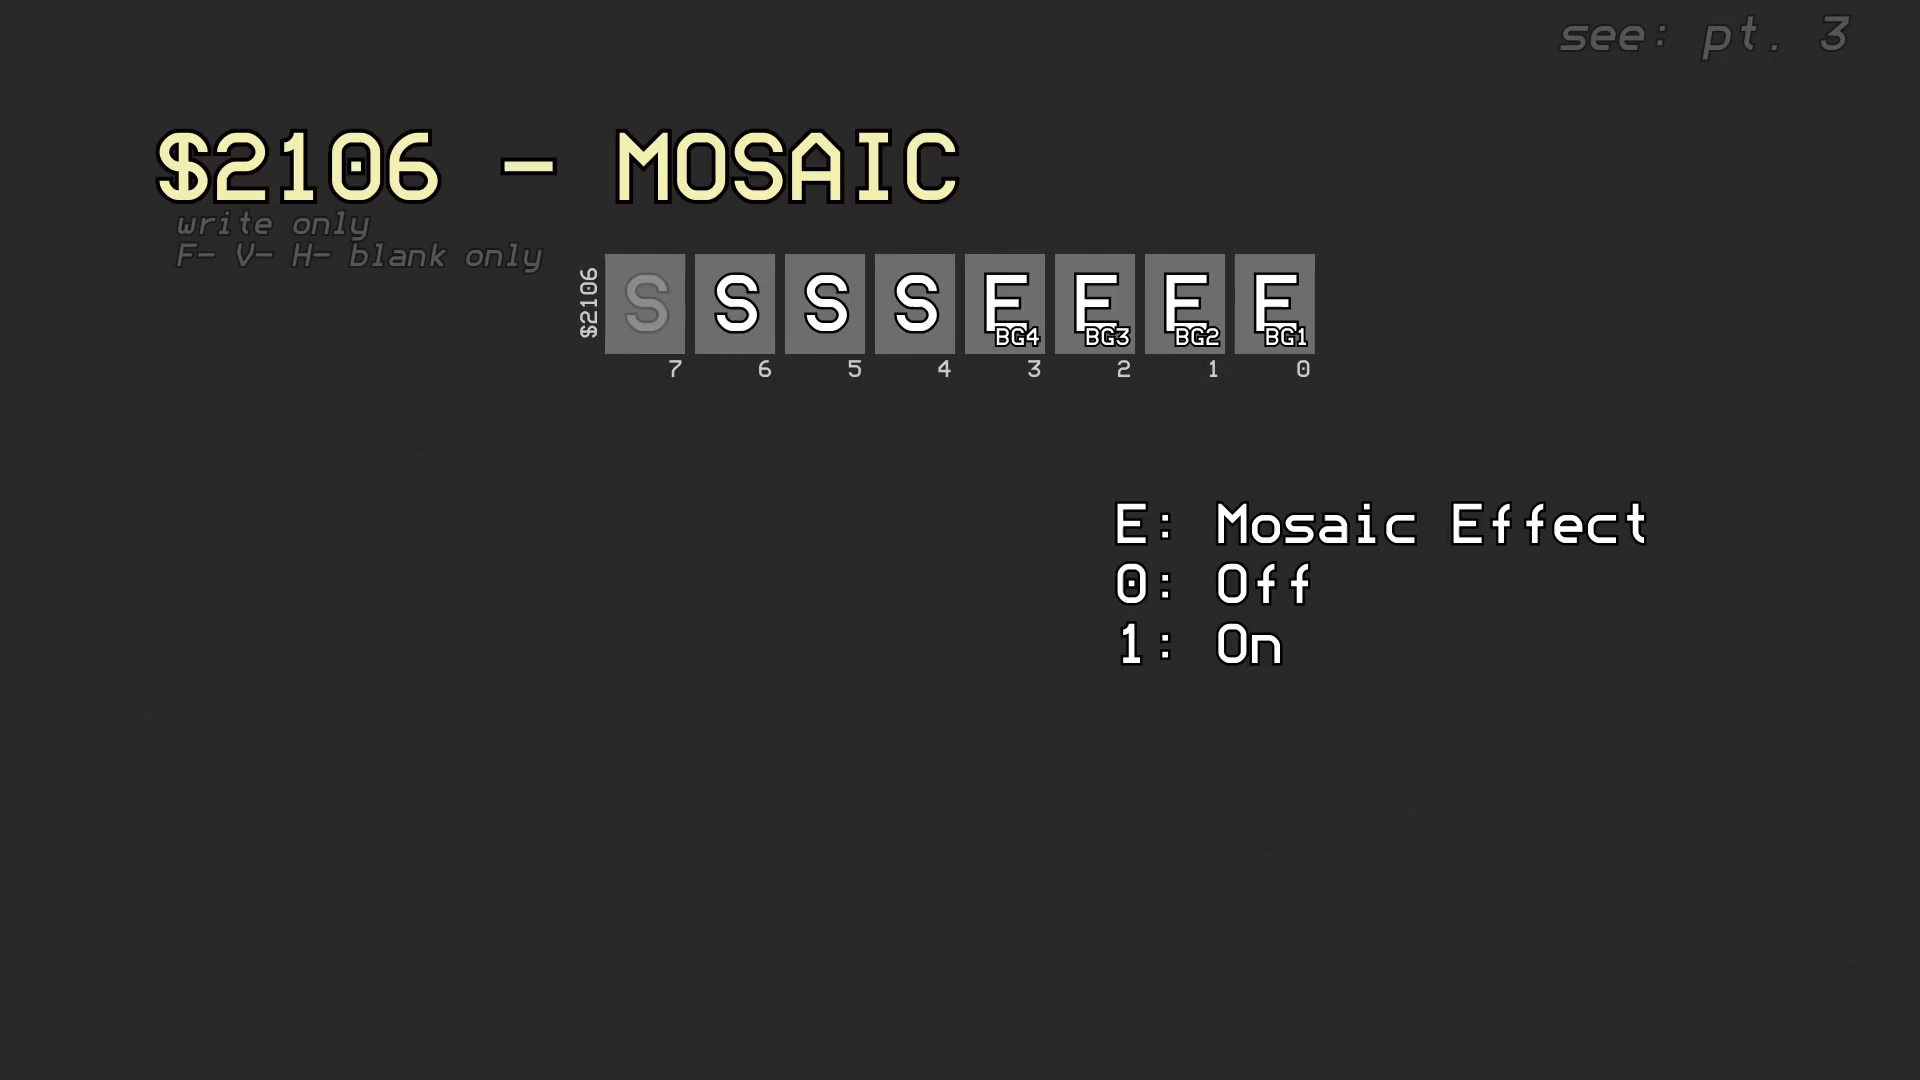 see: pt. 3
$2106 - MOSAIC
write only
F- V- H- blank only
$2106
S S S S E E E E
BG4 BG3 BG2 BG1
7 6 5 4 3 2 1 0
E: Mosaic Effect
0: Off
1: On